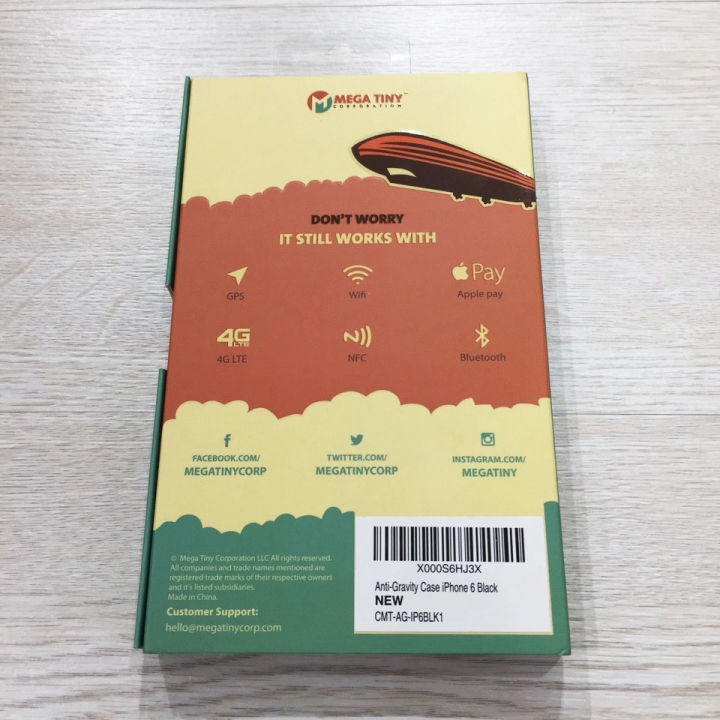 MEGA TINY™
CORPORATION
DON'T WORRY
IT STILL WORKS WITH
GPS
Wifi
Pay
Apple pay
4G
LTE
4G LTE
N
NFC
Bluetooth
f
FACEBOOK.COM/
MEGATINYCORP
TWITTER.COM/
MEGATINYCORP
INSTAGRAM.COM/
MEGATINY
© Mega Tiny Corporation LLC All rights reserved.
All companies and trade names mentioned are
registered trade marks of their respective owners
and it's listed subsidiaries.
Made in China.
Customer Support:
hello@megatinycorp.com
X000S6HJ3X
Anti-Gravity Case iPhone 6 Black
NEW
CMT-AG-IP6BLK1